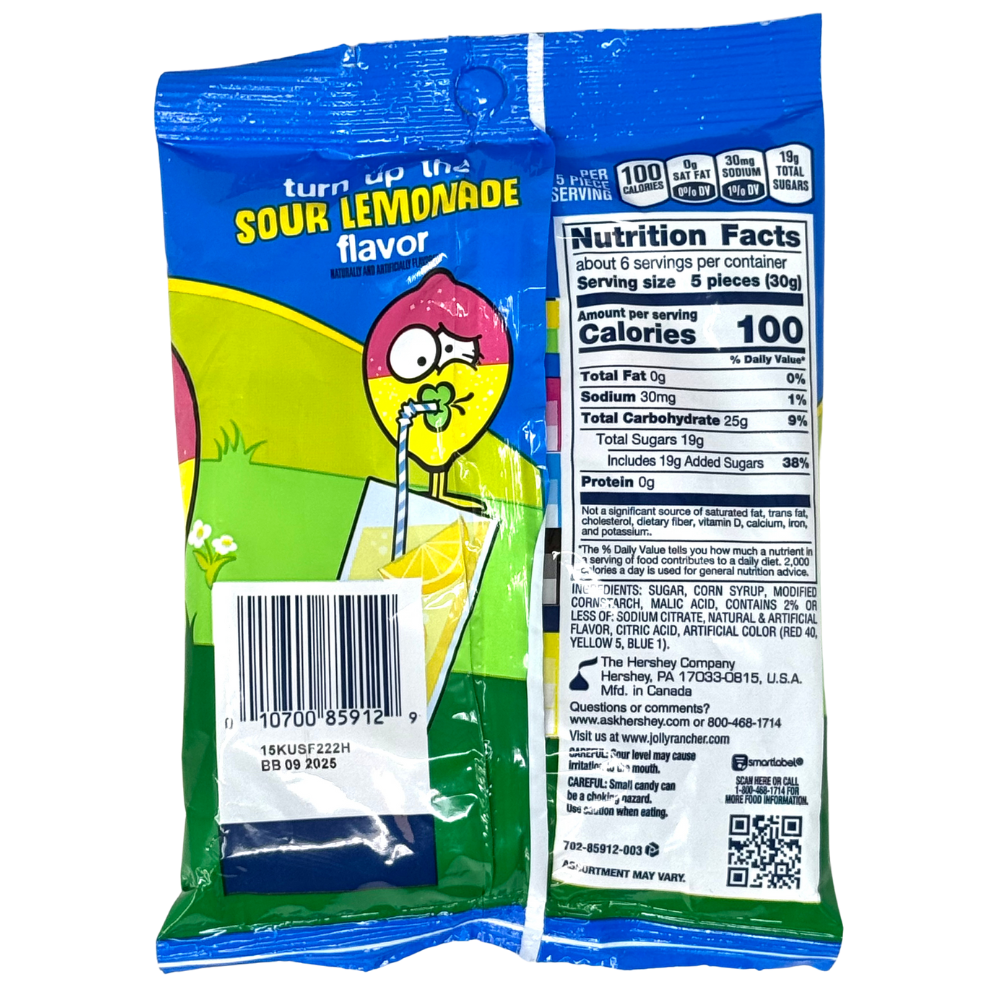 turn up the
SOUR LEMONADE
flavor
NATURALLY AND ARTIFICIALLY
0 10700 85912 9
15KUSF222H
BB 09 2025
PER
5 PIECE
SERVING
100
CALORIES
0g
SAT FAT
0% DV
30mg
SODIUM
1% DV
19g
TOTAL
SUGARS
Nutrition Facts
about 6 servings per container
Serving size 5 pieces (30g)
Amount per serving
Calories 100
% Daily Value*
Total Fat 0g 0%
Sodium 30mg 1%
Total Carbohydrate 25g 9%
Total Sugars 19g
Includes 19g Added Sugars 38%
Protein 0g
Not a significant source of saturated fat, trans fat,
cholesterol, dietary fiber, vitamin D, calcium, iron,
and potassium.
*The % Daily Value tells you how much a nutrient in
a serving of food contributes to a daily diet. 2,000
calories a day is used for general nutrition advice.
INGREDIENTS: SUGAR, CORN SYRUP, MODIFIED
CORNSTARCH, MALIC ACID, CONTAINS 2% OR
LESS OF: SODIUM CITRATE, NATURAL & ARTIFICIAL
FLAVOR, CITRIC ACID, ARTIFICIAL COLOR (RED 40,
YELLOW 5, BLUE 1).
The Hershey Company
Hershey, PA 17033-0815, U.S.A.
Mfd. in Canada
Questions or comments?
www.askhershey.com or 800-468-1714
Visit us at www.jollyrancher.com
CAREFUL: Sour level may cause
irritation to the mouth.
CAREFUL: Small candy can
be a choking hazard.
Use caution when eating.
smartlabel®
SCAN HERE OR CALL
1-800-468-1714 FOR
MORE FOOD INFORMATION.
702-85912-003
ASSORTMENT MAY VARY.